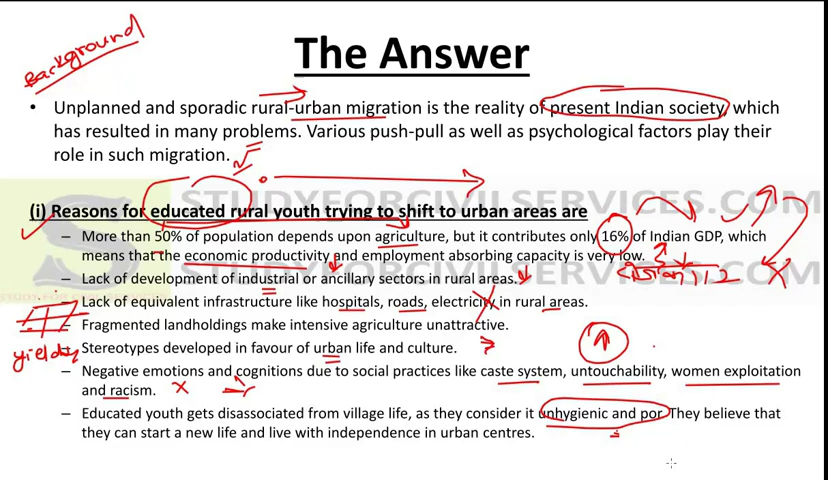 Background
The Answer
• Unplanned and sporadic rural-urban migration is the reality of present Indian society, which
has resulted in many problems. Various push-pull as well as psychological factors play their
role in such migration.
STUDYFORCIVILSERVICES.COM
(i) Reasons for educated rural youth trying to shift to urban areas are
– More than 50% of population depends upon agriculture, but it contributes only 16% of Indian GDP, which
means that the economic productivity and employment absorbing capacity is very low.
– Lack of development of industrial or ancillary sectors in rural areas.
– Lack of equivalent infrastructure like hospitals, roads, electricity in rural areas.
– Fragmented landholdings make intensive agriculture unattractive.
yield
– Stereotypes developed in favour of urban life and culture.
– Negative emotions and cognitions due to social practices like caste system, untouchability, women exploitation
and racism.
– Educated youth gets disassociated from village life, as they consider it unhygienic and por. They believe that
they can start a new life and live with independence in urban centres.